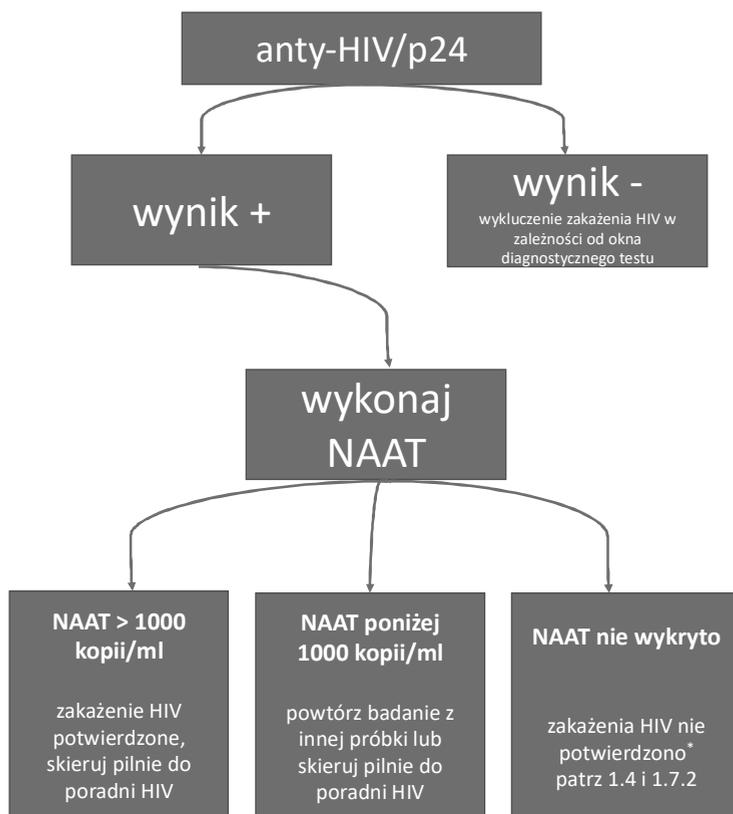 anty-HIV/p24
wynik +
wynik -
wykluczenie zakażenia HIV w
zależności od okna
diagnostycznego testu
wykonaj
NAAT
NAAT > 1000
kopii/ml
zakażenie HIV
potwierdzone,
skieruj pilnie do
poradni HIV
NAAT poniżej
1000 kopii/ml
powtórz badanie z
innej próbki lub
skieruj pilnie do
poradni HIV
NAAT nie wykryto
zakażenia HIV nie
potwierdzono*
patrz 1.4 i 1.7.2